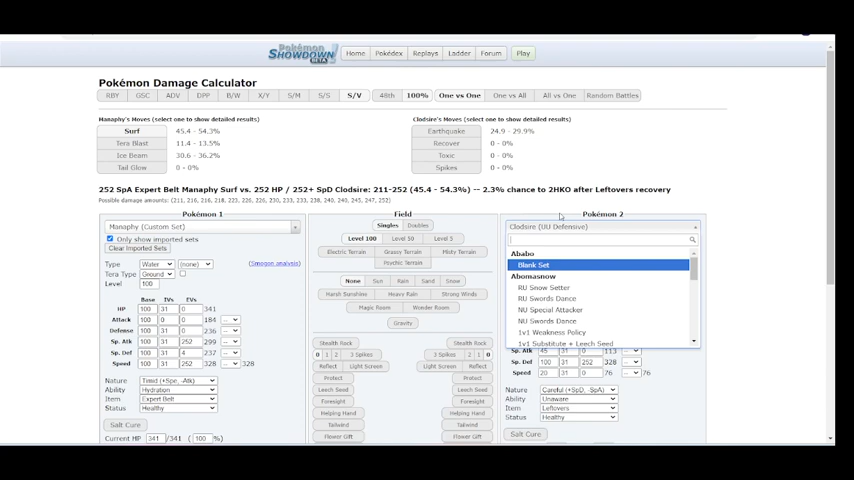 Pokémon
SHOWDOWN
BETA
Home Pokédex Replays Ladder Forum Play
Pokémon Damage Calculator
RBY GSC ADV DPP B/W X/Y S/M S/S S/V 48th 100% One vs One One vs All All vs One Random Battles
Manaphy's Moves (select one to show detailed results) Clodsire's Moves (select one to show detailed results)
Surf 45.4 - 54.3% Earthquake 24.9 - 29.9%
Tera Blast 11.4 - 13.5% Recover 0 - 0%
Ice Beam 30.6 - 36.2% Toxic 0 - 0%
Tail Glow 0 - 0% Spikes 0 - 0%
252 SpA Expert Belt Manaphy Surf vs. 252 HP / 252+ SpD Clodsire: 211-252 (45.4 - 54.3%) -- 2.3% chance to 2HKO after Leftovers recovery
Possible damage amounts: (211, 216, 216, 218, 223, 226, 226, 230, 233, 233, 236, 240, 240, 245, 247, 252)
Pokémon 1 Field Pokémon 2
Manaphy (Custom Set) Singles Doubles Clodsire (UU Defensive)
Only show imported sets Level 100 Level 50 Level 5
Clear Imported Sets Electric Terrain Grassy Terrain Misty Terrain Ababo
Type Water (none) (Smogon analysis) Psychic Terrain Blank Set
Tera Type Ground None Sun Rain Sand Snow Abomasnow
Level 100 Harsh Sunshine Heavy Rain Strong Winds RU Snow Setter
Base IVs EVs Magic Room Wonder Room RU Swords Dance
HP 100 31 0 341 NU Special Attacker
Attack 100 31 0 184 -- Gravity NU Swords Dance
Defense 100 31 0 236 -- 1v1 Weakness Policy
Sp. Atk 100 31 252 299 -- Stealth Rock Stealth Rock 1v1 Substitute + Leech Seed
Sp. Def 100 31 4 237 -- 0 1 2 3 Spikes 3 Spikes 2 1 0 Sp. Atk 45 31 0 113 --
Speed 100 31 252 328 -- 328 Reflect Light Screen Light Screen Reflect Sp. Def 100 31 252 328 --
Protect Protect Speed 20 31 0 76 -- 76
Nature Timid (+Spe, -Atk) Leech Seed Leech Seed Nature Careful (+SpD, -SpA)
Ability Hydration Foresight Foresight Ability Unaware
Item Expert Belt Helping Hand Helping Hand Item Leftovers
Status Healthy Tailwind Tailwind Status Healthy
Salt Cure Flower Gift Flower Gift Salt Cure
Current HP 341 /341 ( 100 %)